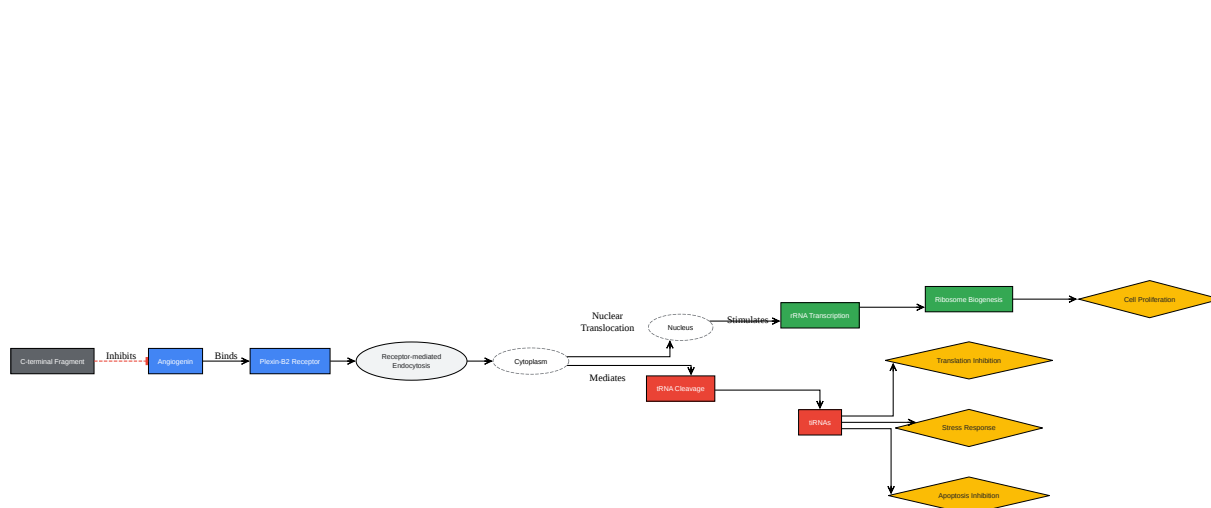 C-terminal Fragment
Inhibits
Angiogenin
Binds
Plexin-B2 Receptor
Receptor-mediated
Endocytosis
Cytoplasm
Nuclear
Translocation
Mediates
Nucleus
Stimulates
rRNA Transcription
Ribosome Biogenesis
Cell Proliferation
tRNA Cleavage
tiRNAs
Translation Inhibition
Stress Response
Apoptosis Inhibition